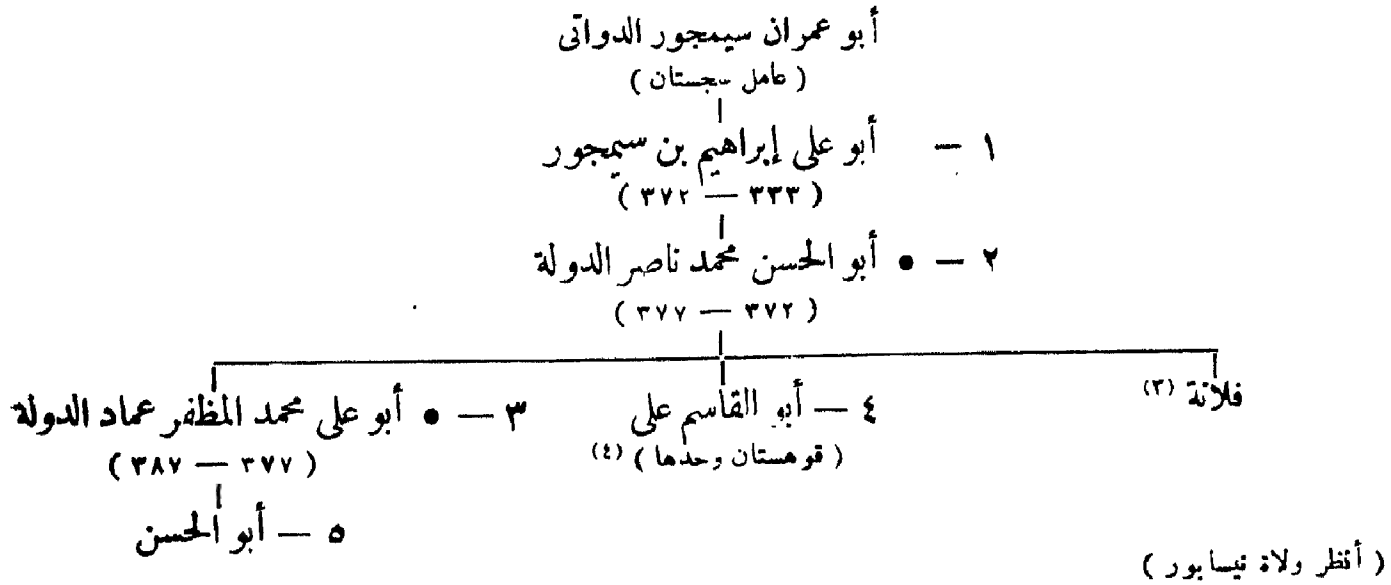 أبو عمران سيمجور الدواتى
( عامل سجستان )
١ — أبو على إبراهيم بن سيمجور
( ٣٣٣ — ٣٧٢ )
٢ — • أبو الحسن محمد ناصر الدولة
( ٣٧٢ — ٣٧٧ )
فلانة (٣)
٤ — أبو القاسم على
( قوهستان وحدها ) (٤)
٣ — • أبو على محمد المظفر عماد الدولة
( ٣٧٧ — ٣٨٧ )
٥ — أبو الحسن
( أنظر ولاة نيسابور )